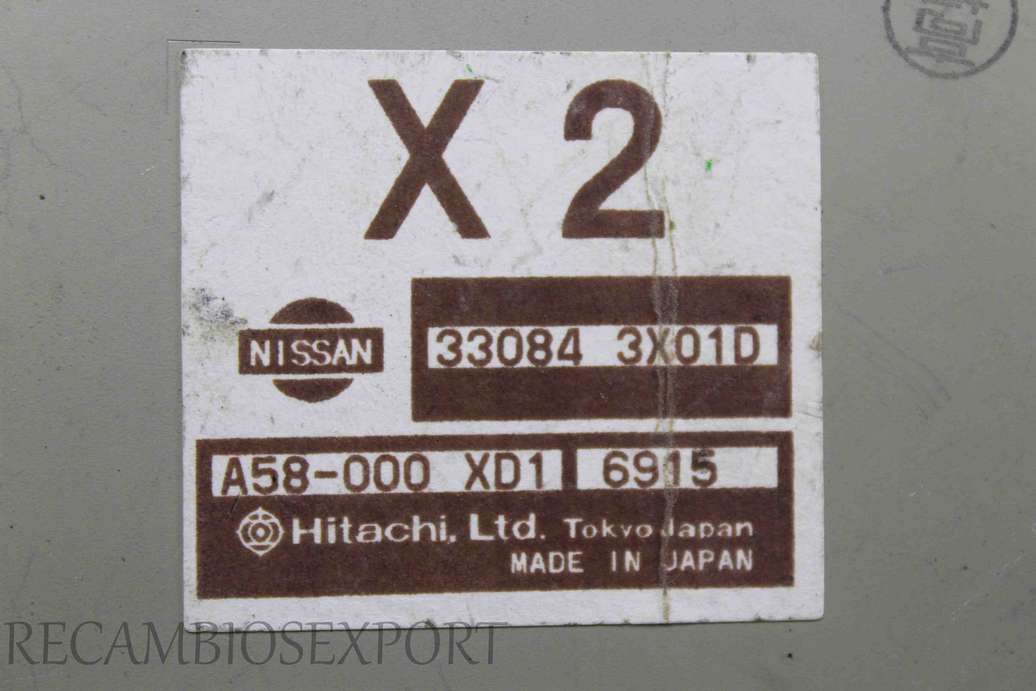 X 2
NISSAN
33084 3X01D
A58-000 XD1 6915
Hitachi, Ltd. Tokyo Japan
MADE IN JAPAN
RECAMBIOSEXPORT